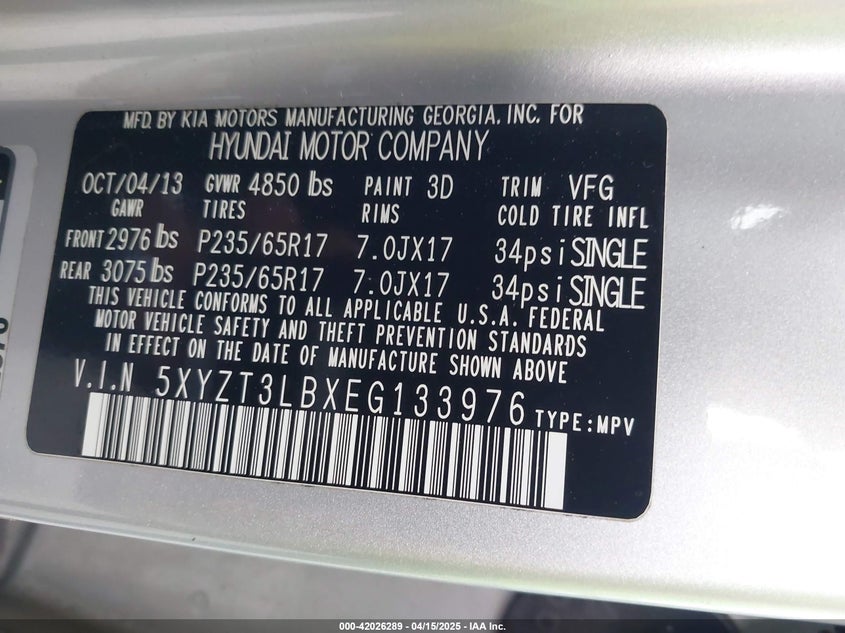 MFD. BY KIA MOTORS MANUFACTURING GEORGIA, INC. FOR
HYUNDAI MOTOR COMPANY
OCT/04/13 GVWR 4850 lbs PAINT 3D TRIM VFG
GAWR TIRES RIMS COLD TIRE INFL
FRONT 2976 lbs P235/65R17 7.0JX17 34psi SINGLE
REAR 3075 lbs P235/65R17 7.0JX17 34psi SINGLE
THIS VEHICLE CONFORMS TO ALL APPLICABLE U.S.A. FEDERAL
MOTOR VEHICLE SAFETY AND THEFT PREVENTION STANDARDS
IN EFFECT ON THE DATE OF MANUFACTURE SHOWN ABOVE
V.I.N 5XYZT3LBXEG133976 TYPE:MPV
000-42026289 - 04/15/2025 - IAA Inc.